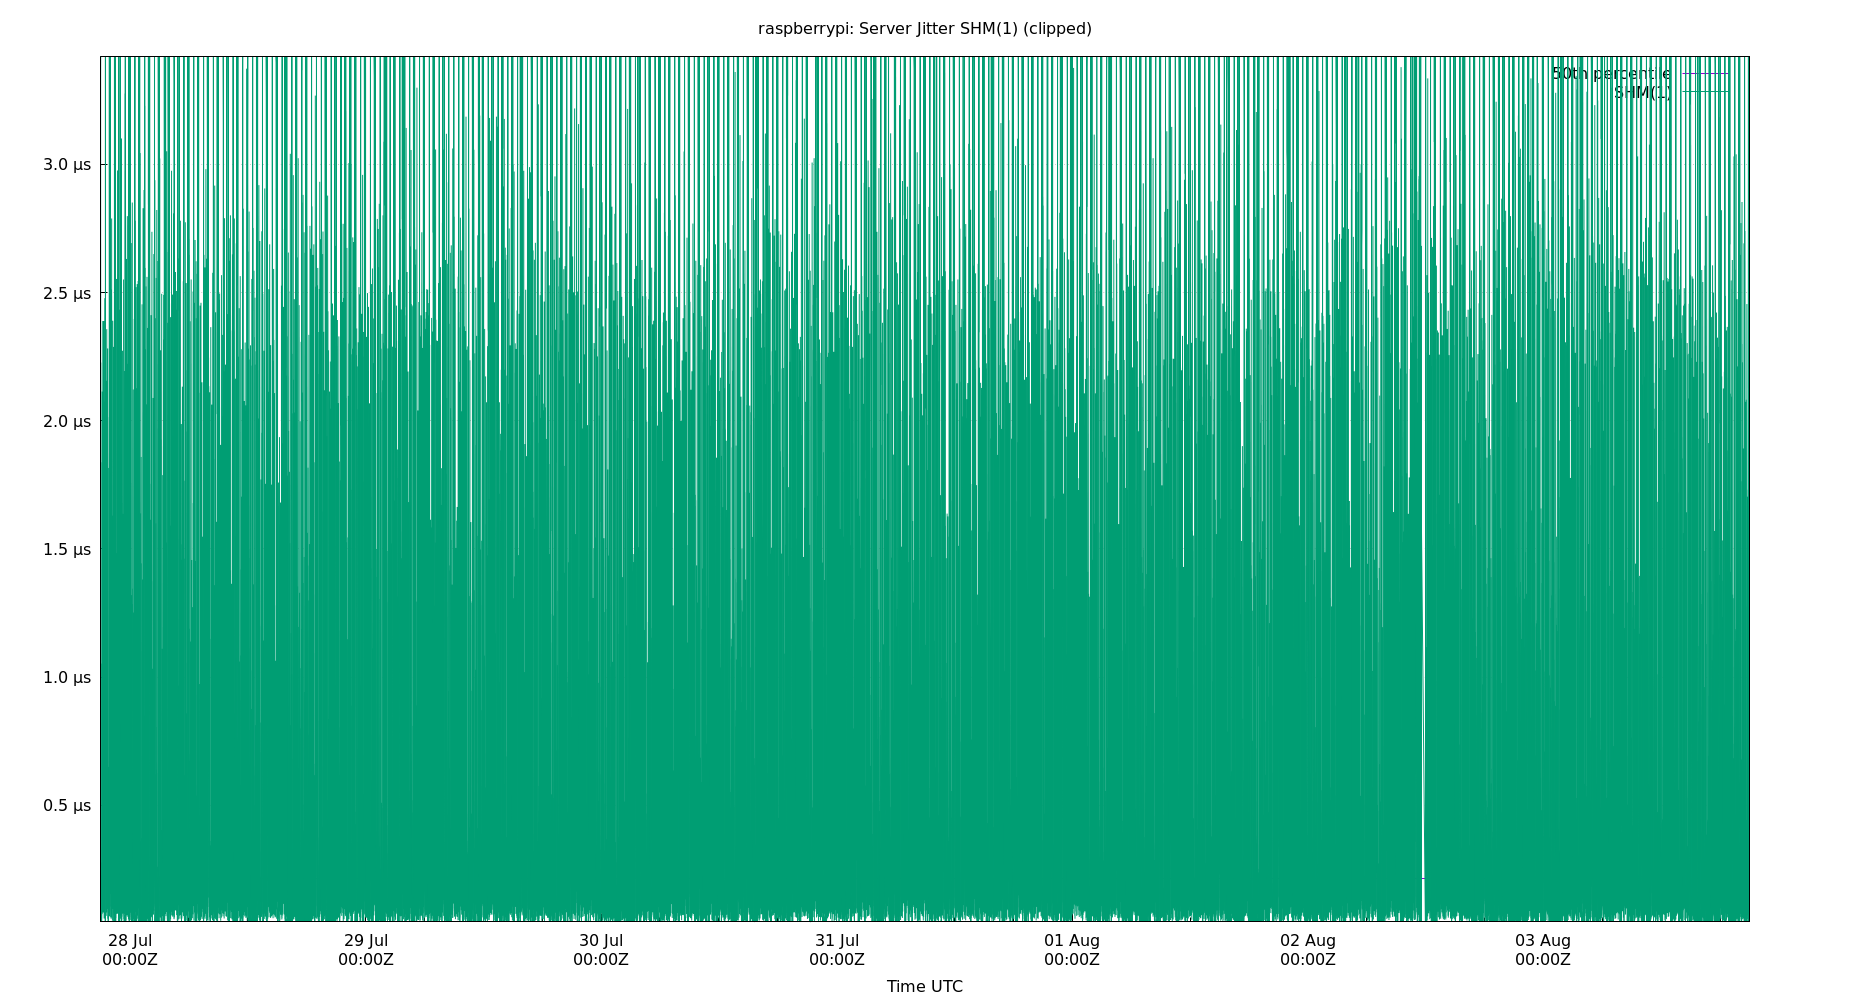 raspberrypi: Server Jitter SHM(1) (clipped)
50th percentile
SHM(1)
3.0 µs
2.5 µs
2.0 µs
1.5 µs
1.0 µs
0.5 µs
28 Jul 29 Jul 30 Jul 31 Jul 01 Aug 02 Aug 03 Aug
00:00Z 00:00Z 00:00Z 00:00Z 00:00Z 00:00Z 00:00Z
Time UTC